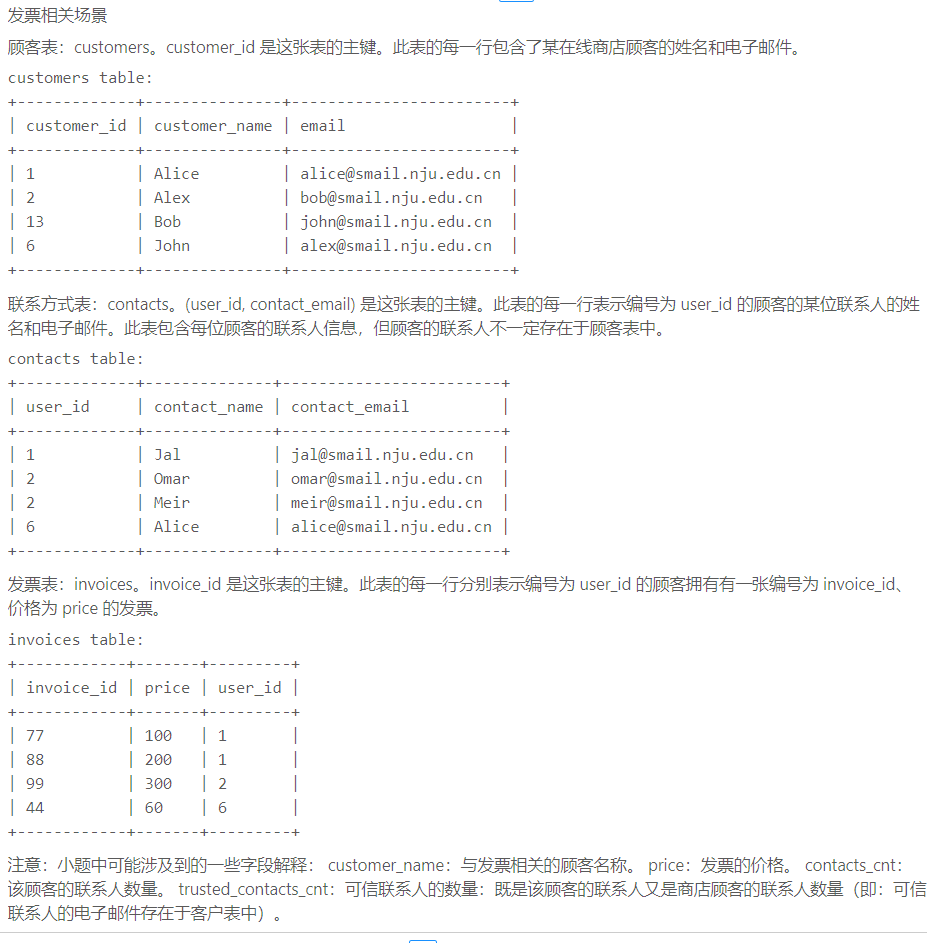 发票相关场景
顾客表：customers。customer_id 是这张表的主键。此表的每一行包含了某在线商店顾客的姓名和电子邮件。
customers table:
+-------------+---------------+------------------------+
| customer_id | customer_name | email                  |
+-------------+---------------+------------------------+
| 1           | Alice         | alice@smail.nju.edu.cn |
| 2           | Alex          | bob@smail.nju.edu.cn   |
| 13          | Bob           | john@smail.nju.edu.cn  |
| 6           | John          | alex@smail.nju.edu.cn  |
+-------------+---------------+------------------------+
联系方式表：contacts。(user_id, contact_email) 是这张表的主键。此表的每一行表示编号为 user_id 的顾客的某位联系人的姓
名和电子邮件。此表包含每位顾客的联系人信息，但顾客的联系人不一定存在于顾客表中。
contacts table:
+-------------+--------------+------------------------+
| user_id     | contact_name | contact_email          |
+-------------+--------------+------------------------+
| 1           | Jal          | jal@smail.nju.edu.cn   |
| 2           | Omar         | omar@smail.nju.edu.cn  |
| 2           | Meir         | meir@smail.nju.edu.cn  |
| 6           | Alice        | alice@smail.nju.edu.cn |
+-------------+--------------+------------------------+
发票表：invoices。invoice_id 是这张表的主键。此表的每一行分别表示编号为 user_id 的顾客拥有有一张编号为 invoice_id、
价格为 price 的发票。
invoices table:
+------------+-------+---------+
| invoice_id | price | user_id |
+------------+-------+---------+
| 77         | 100   | 1       |
| 88         | 200   | 1       |
| 99         | 300   | 2       |
| 44         | 60    | 6       |
+------------+-------+---------+
注意：小题中可能涉及到的一些字段解释： customer_name：与发票相关的顾客名称。 price：发票的价格。 contacts_cnt：
该顾客的联系人数量。 trusted_contacts_cnt：可信联系人的数量：既是该顾客的联系人又是商店顾客的联系人数量（即：可信
联系人的电子邮件存在于客户表中）。